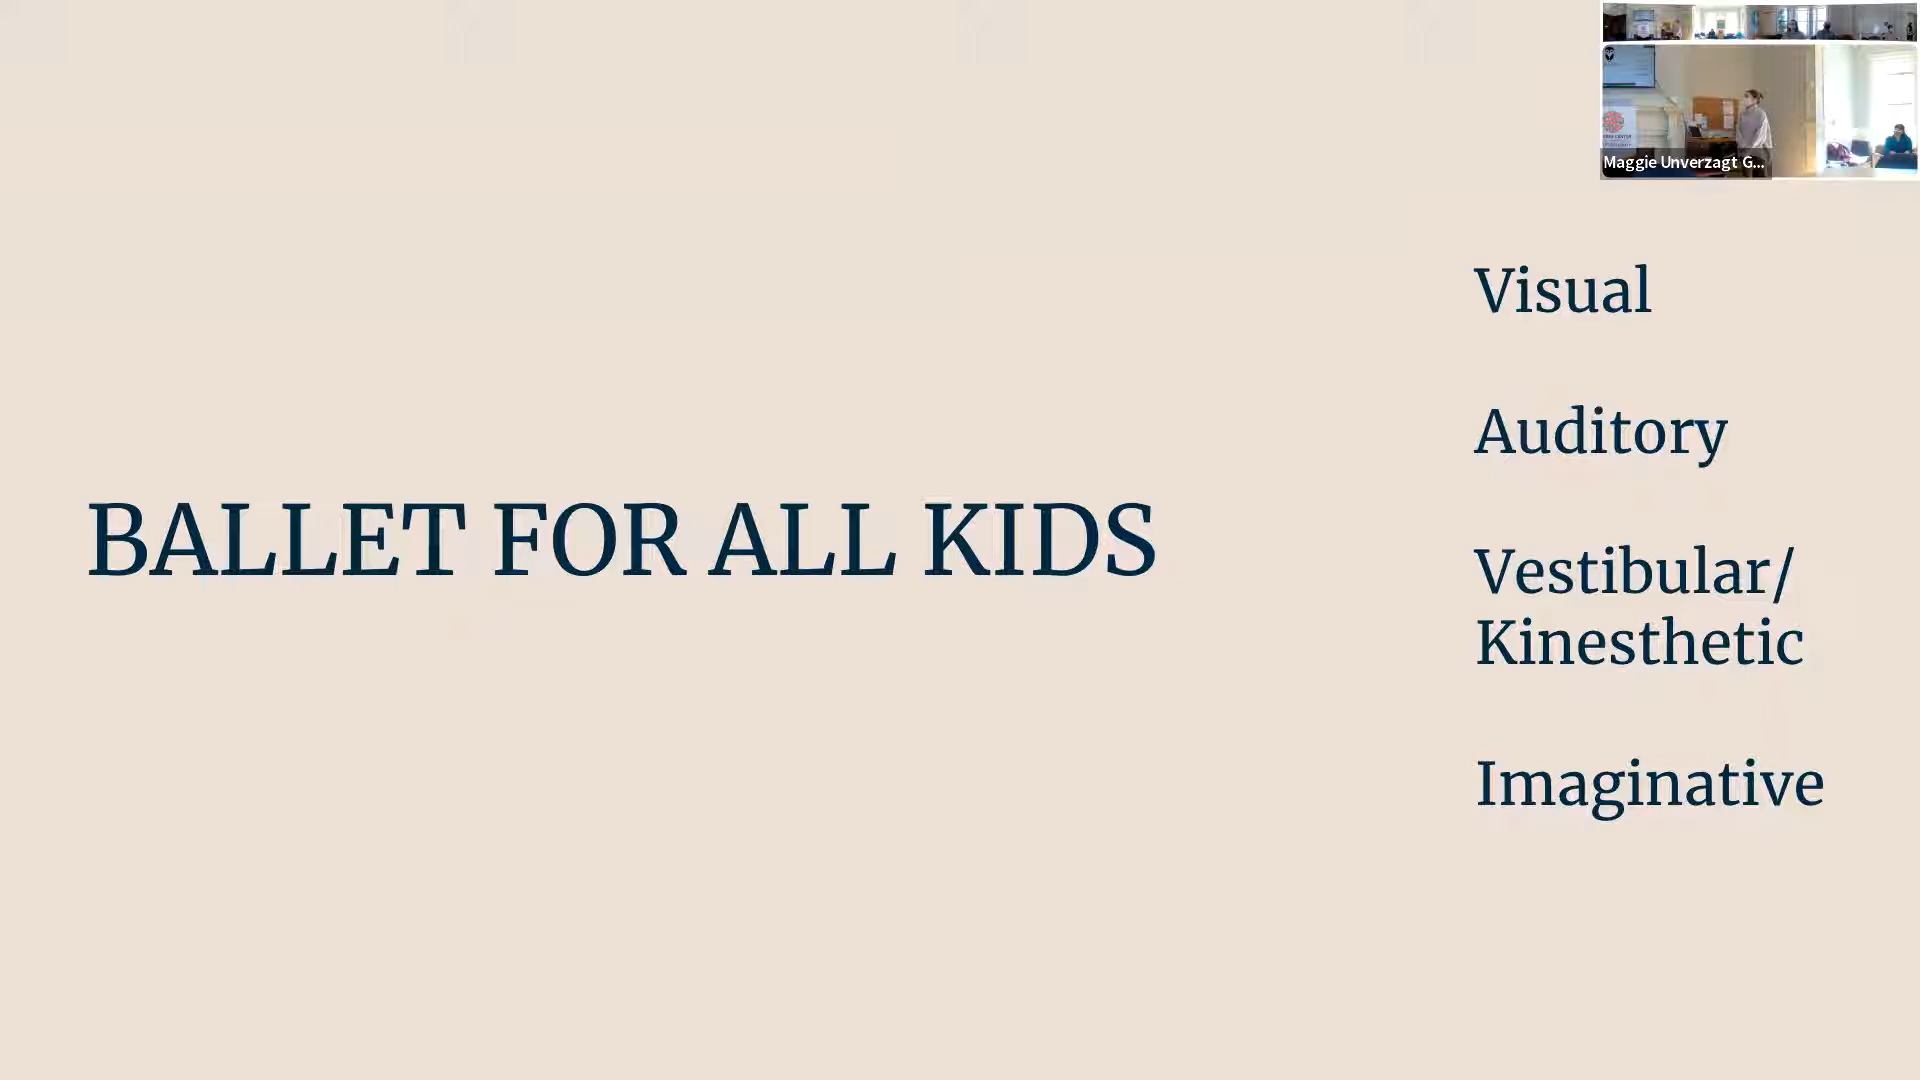 Maggie Unverzagt G...
Visual
Auditory
BALLET FOR ALL KIDS
Vestibular/
Kinesthetic
Imaginative